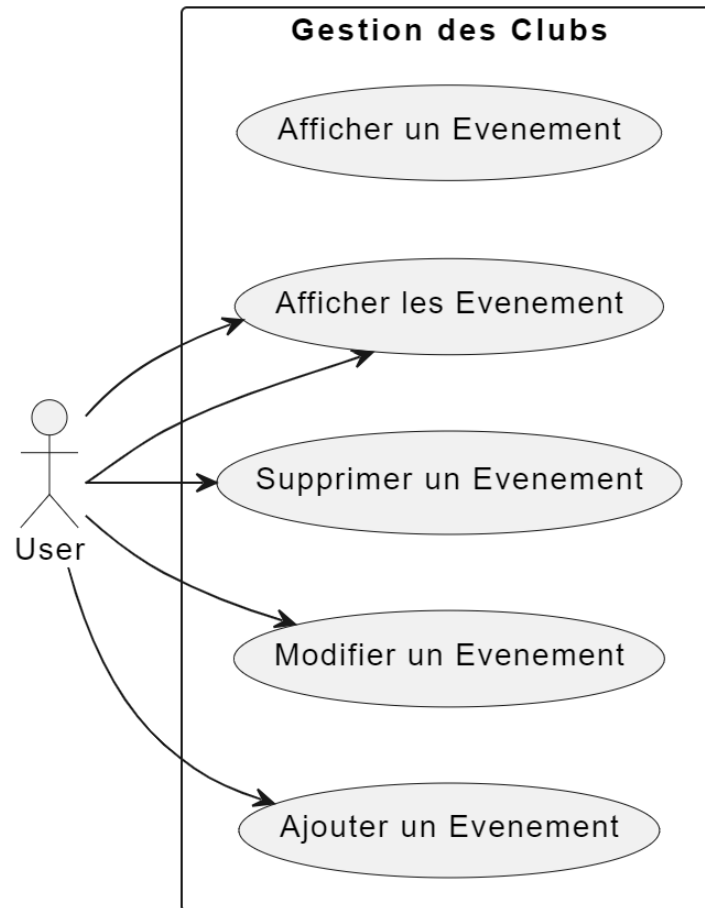 Gestion des Clubs
Afficher un Evenement
Afficher les Evenement
Supprimer un Evenement
User
Modifier un Evenement
Ajouter un Evenement